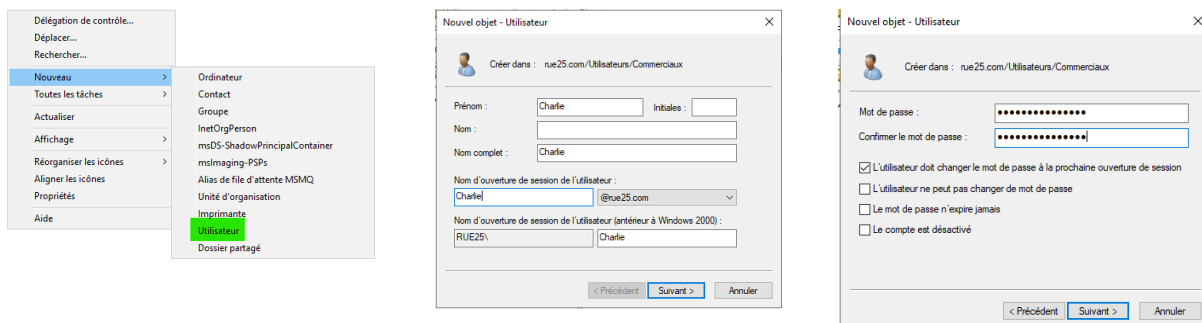 Délégation de contrôle...
Déplacer...
Rechercher...
Nouveau >
Toutes les tâches >
Actualiser
Affichage >
Réorganiser les icônes >
Aligner les icônes
Propriétés
Aide
Ordinateur
Contact
Groupe
InetOrgPerson
msDS-ShadowPrincipalContainer
msImaging-PSPs
Alias de file d'attente MSMQ
Unité d'organisation
Imprimante
Utilisateur
Dossier partagé
Nouvel objet - Utilisateur
Créer dans : rue25.com/Utilisateurs/Commerciaux
Prénom : Charlie Initiales :
Nom :
Nom complet : Charlie
Nom d'ouverture de session de l'utilisateur :
Charlie @rue25.com
Nom d'ouverture de session de l'utilisateur (antérieur à Windows 2000) :
RUE25\ Charlie
< Précédent Suivant > Annuler
Nouvel objet - Utilisateur
Créer dans : rue25.com/Utilisateurs/Commerciaux
Mot de passe : •••••••••••••••
Confirmer le mot de passe : •••••••••••••••
L'utilisateur doit changer le mot de passe à la prochaine ouverture de session
L'utilisateur ne peut pas changer de mot de passe
Le mot de passe n'expire jamais
Le compte est désactivé
< Précédent Suivant > Annuler